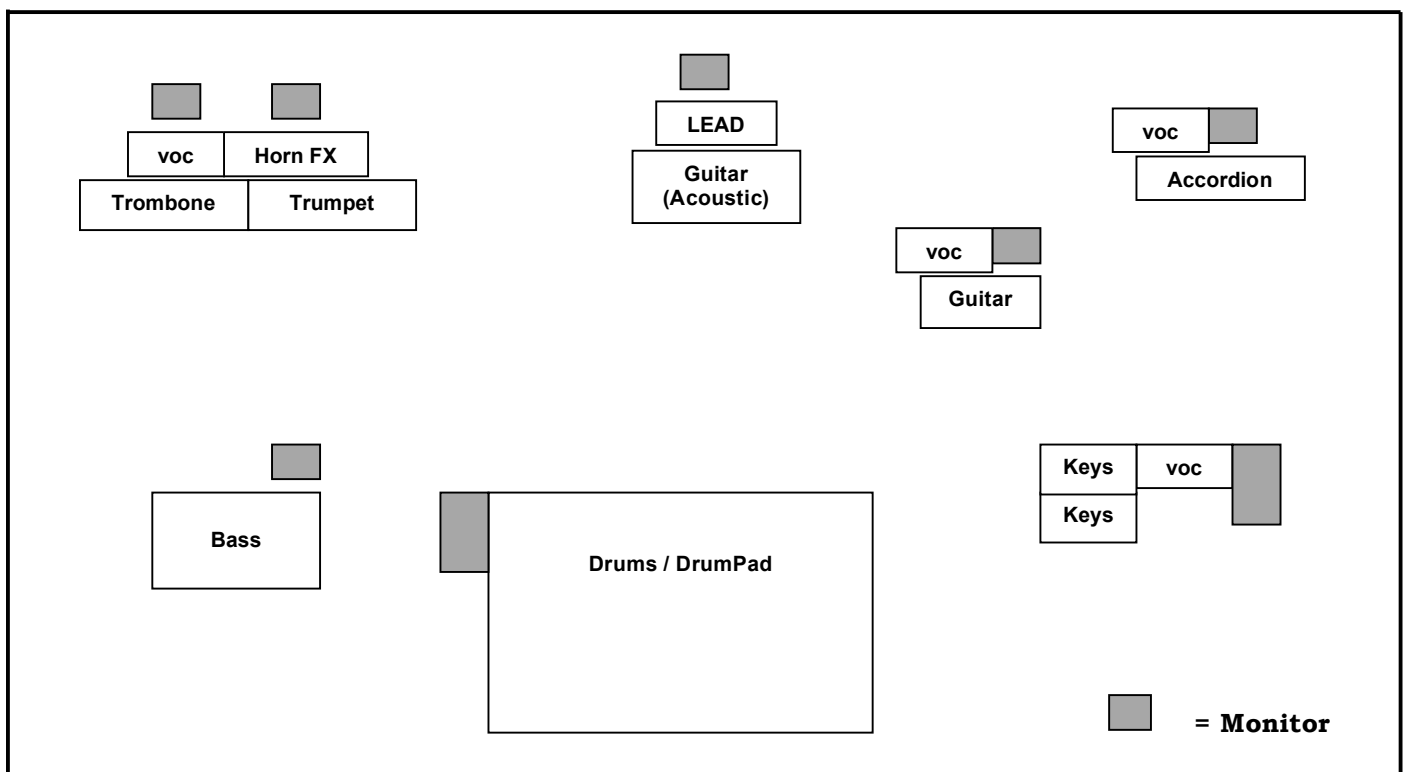 LEAD
voc
voc Horn FX
Guitar
(Acoustic)
Accordion
Trombone Trumpet
voc
Guitar
Keys voc
Keys
Bass
Drums / DrumPad
= Monitor